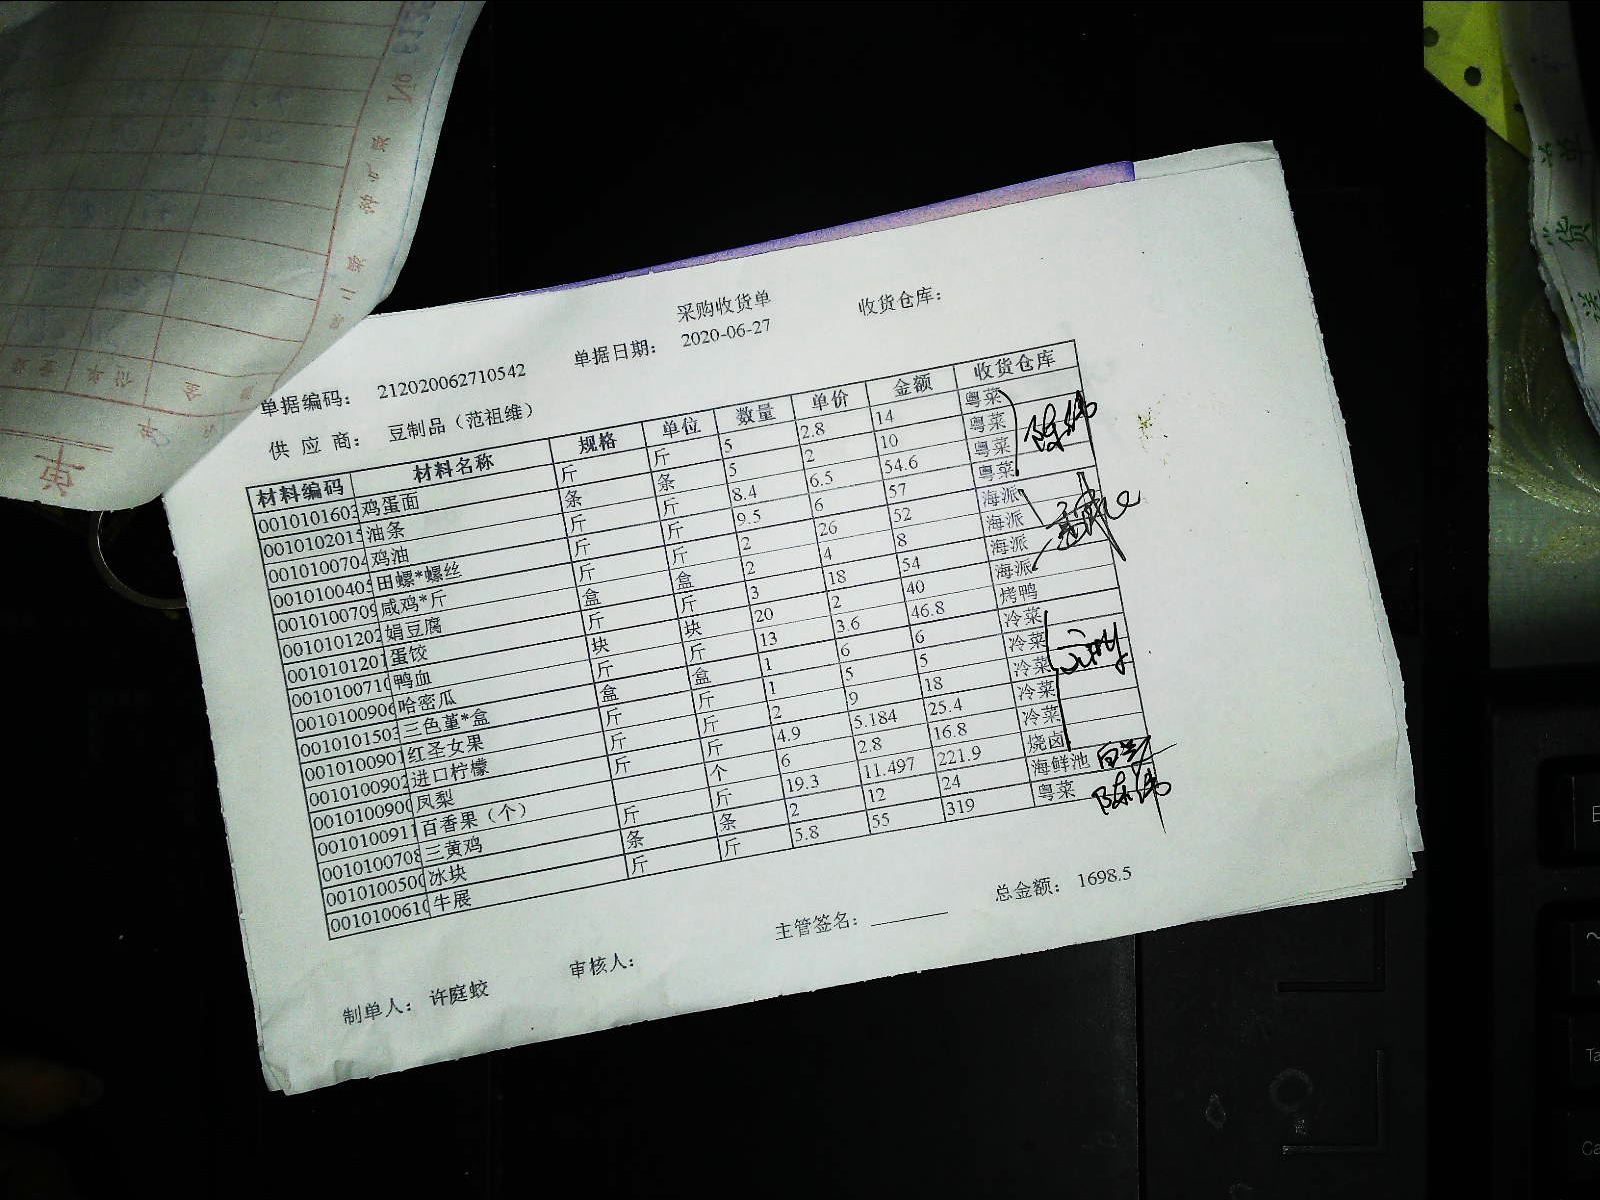 采购收货单
单据编码： 212020062710542 单据日期： 2020-06-27 收货仓库：
供 应 商： 豆制品（范祖维）
材料编码 材料名称 规格 单位 数量 单价 金额 收货仓库
0010101603 鸡蛋面 斤 斤 5 2.8 14 粤菜
0010102015 油条 条 条 5 2 10 粤菜
0010100704 鸡油 斤 斤 8.4 6.5 54.6 粤菜
0010100405 田螺*螺丝 斤 斤 9.5 6 57 粤菜
0010100709 咸鸡*斤 斤 斤 2 26 52 海派
0010101202 娟豆腐 盒 盒 2 4 8 海派
0010101201 蛋饺 斤 斤 3 18 54 海派
0010100710 鸭血 块 块 20 2 40 海派
0010100906 哈密瓜 斤 斤 13 3.6 46.8 烤鸭
0010101503 三色堇*盒 盒 盒 1 6 6 冷菜
0010100901 红圣女果 斤 斤 1 5 5 冷菜
0010100902 进口柠檬 斤 斤 2 9 18 冷菜
0010100900 凤梨 斤 斤 4.9 5.184 25.4 冷菜
0010100911 百香果（个） 个 6 2.8 16.8 冷菜
0010100708 三黄鸡 斤 斤 19.3 11.497 221.9 烧卤
0010100500 冰块 条 条 2 12 24 海鲜池
0010100610 牛展 斤 斤 5.8 55 319 粤菜
总金额： 1698.5
制单人： 许庭蛟 审核人： 主管签名：